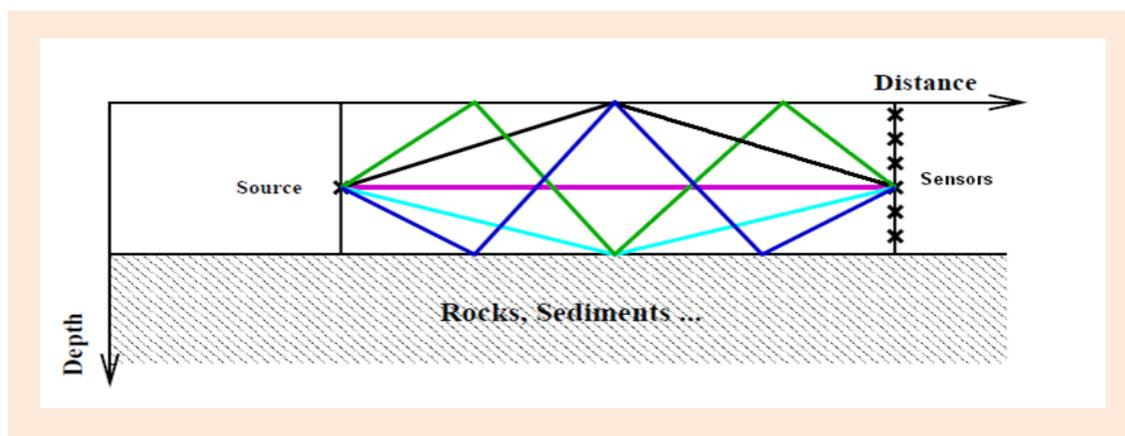 Distance
Source
Sensors
Rocks, Sediments ...
Depth